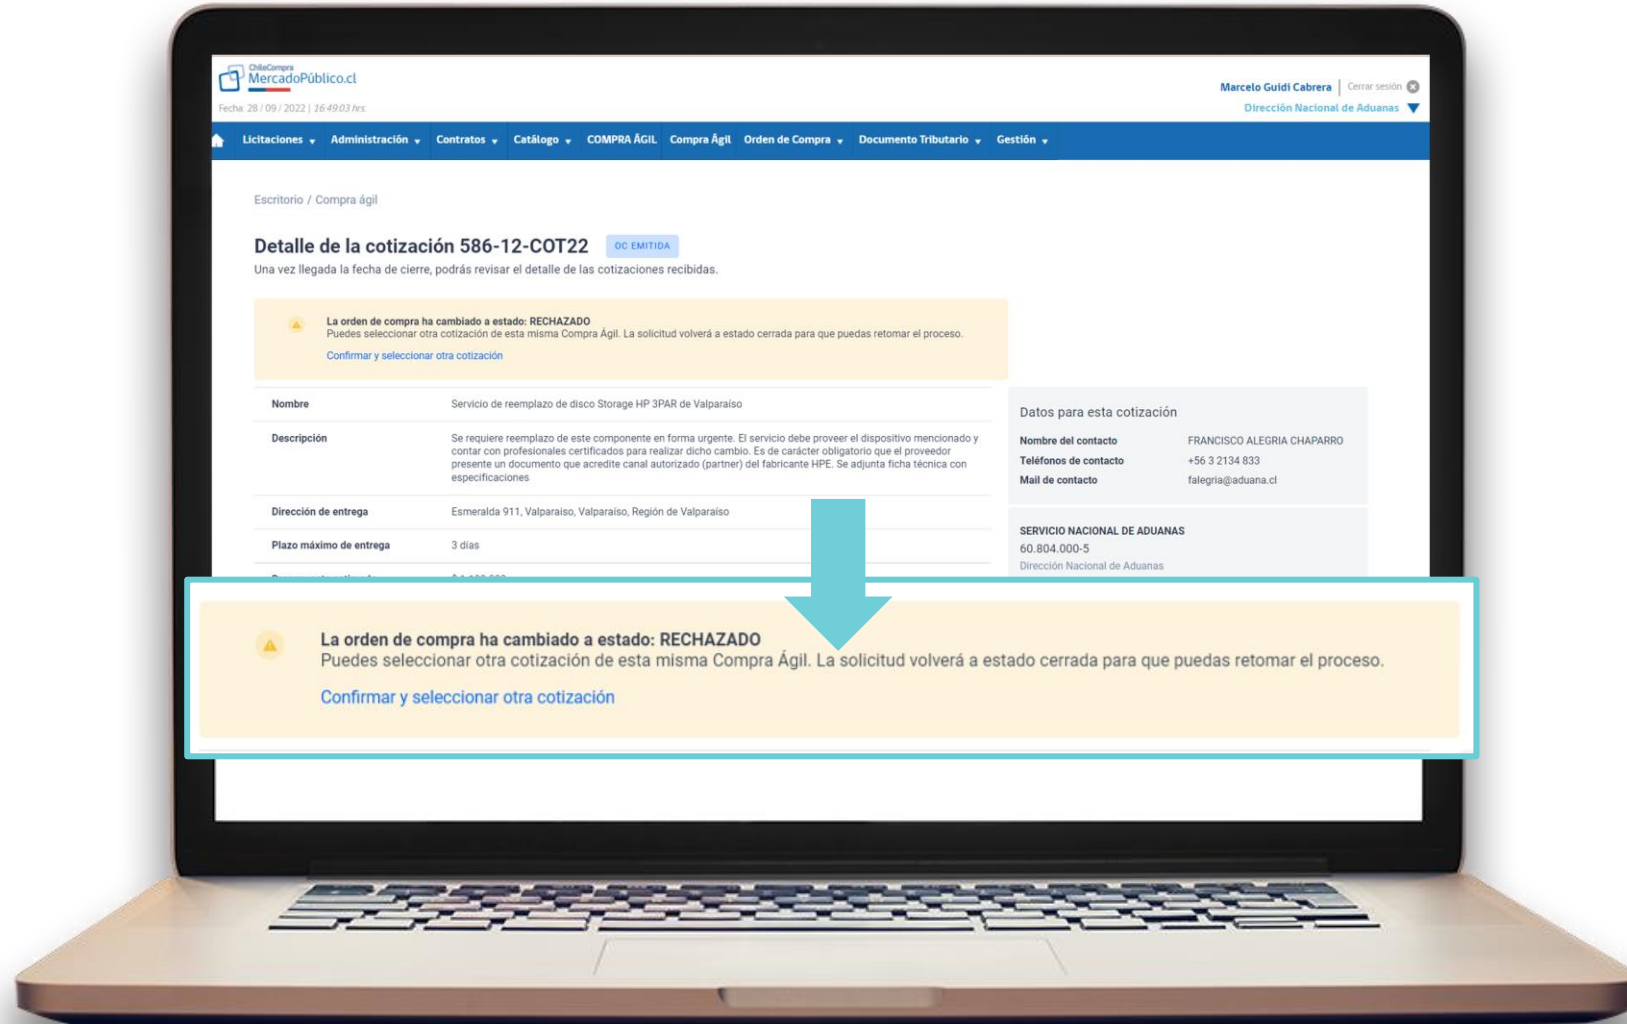 ChileCompra
MercadoPúblico.cl
Fecha: 28 / 09 / 2022 | 16:49:03 hrs.
Marcelo Guidi Cabrera | Cerrar sesión
Dirección Nacional de Aduanas
Licitaciones Administración Contratos Catálogo COMPRA ÁGIL Compra Ágil Orden de Compra Documento Tributario Gestión
Escritorio / Compra ágil
Detalle de la cotización 586-12-COT22 OC EMITIDA
Una vez llegada la fecha de cierre, podrás revisar el detalle de las cotizaciones recibidas.
La orden de compra ha cambiado a estado: RECHAZADO
Puedes seleccionar otra cotización de esta misma Compra Ágil. La solicitud volverá a estado cerrada para que puedas retomar el proceso.
Confirmar y seleccionar otra cotización
Nombre Servicio de reemplazo de disco Storage HP 3PAR de Valparaíso
Descripción Se requiere reemplazo de este componente en forma urgente. El servicio debe proveer el dispositivo mencionado y
contar con profesionales certificados para realizar dicho cambio. Es de carácter obligatorio que el proveedor
presente un documento que acredite canal autorizado (partner) del fabricante HPE. Se adjunta ficha técnica con
especificaciones
Dirección de entrega Esmeralda 911, Valparaiso, Valparaíso, Región de Valparaíso
Plazo máximo de entrega 3 días
Datos para esta cotización
Nombre del contacto FRANCISCO ALEGRIA CHAPARRO
Teléfonos de contacto +56 3 2134 833
Mail de contacto falegria@aduana.cl
SERVICIO NACIONAL DE ADUANAS
60.804.000-5
Dirección Nacional de Aduanas
La orden de compra ha cambiado a estado: RECHAZADO
Puedes seleccionar otra cotización de esta misma Compra Ágil. La solicitud volverá a estado cerrada para que puedas retomar el proceso.
Confirmar y seleccionar otra cotización